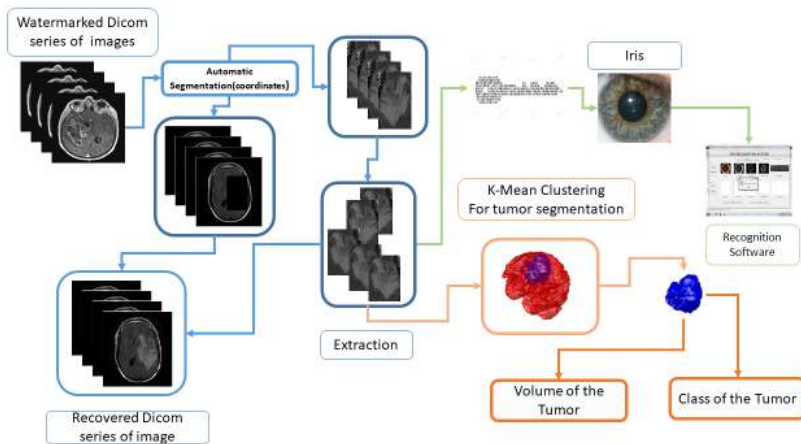 Watermarked Dicom
series of images
Automatic
Segmentation(coordinates)
Iris
K-Mean Clustering
For tumor segmentation
Recognition
Software
Extraction
Volume of the
Tumor
Class of the Tumor
Recovered Dicom
series of image